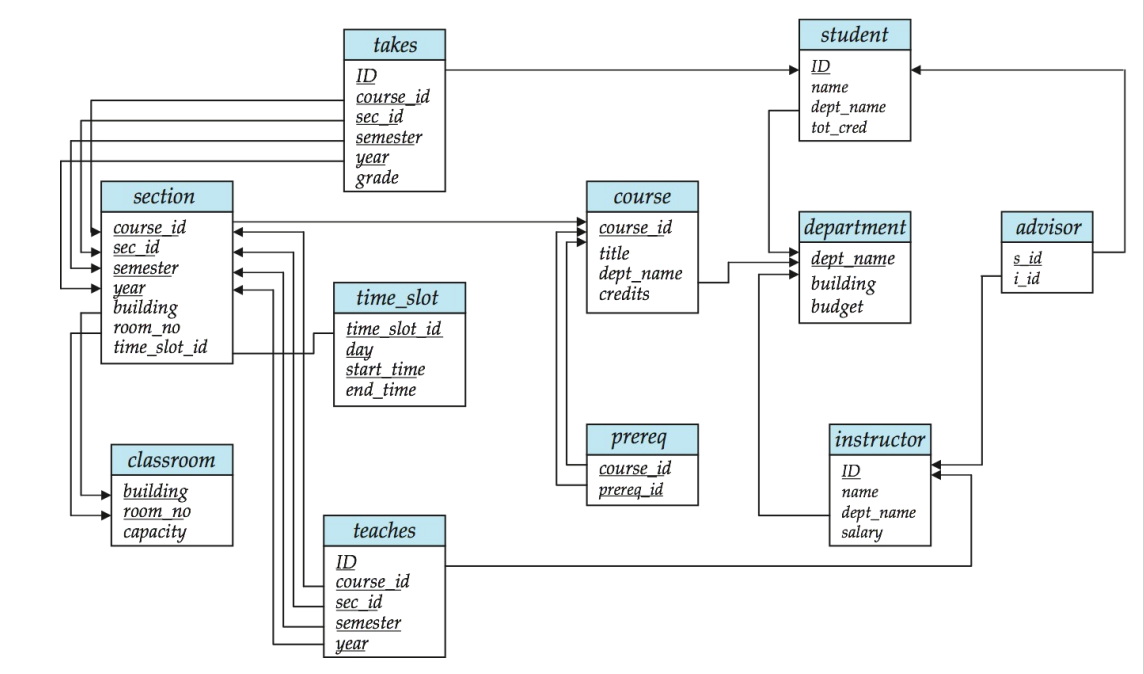 takes
ID
course_id
sec_id
semester
year
grade
student
ID
name
dept_name
tot_cred
section
course_id
sec_id
semester
year
building
room_no
time_slot_id
course
course_id
title
dept_name
credits
department
dept_name
building
budget
advisor
s_id
i_id
time_slot
time_slot_id
day
start_time
end_time
prereq
course_id
prereq_id
instructor
ID
name
dept_name
salary
classroom
building
room_no
capacity
teaches
ID
course_id
sec_id
semester
year